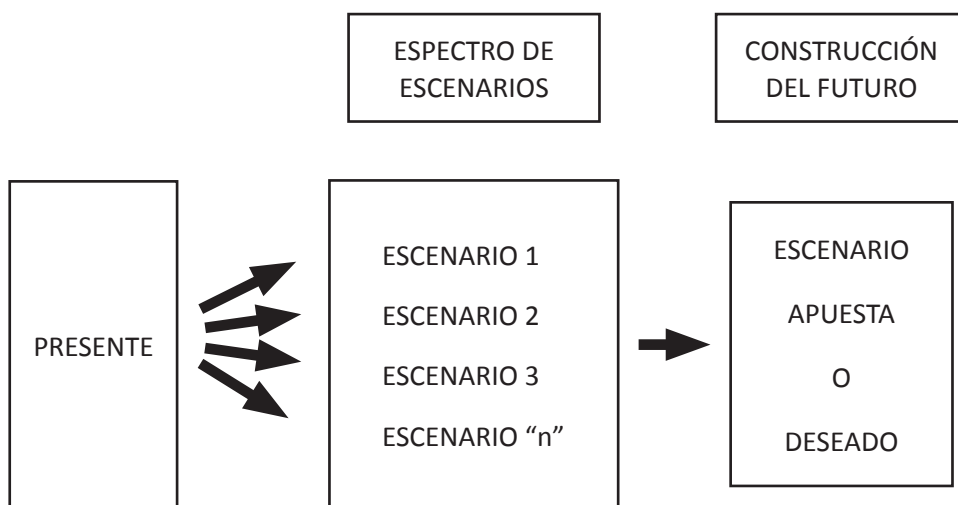 ESPECTRO DE
ESCENARIOS
CONSTRUCCIÓN
DEL FUTURO
PRESENTE
ESCENARIO 1
ESCENARIO 2
ESCENARIO 3
ESCENARIO “n”
ESCENARIO
APUESTA
O
DESEADO